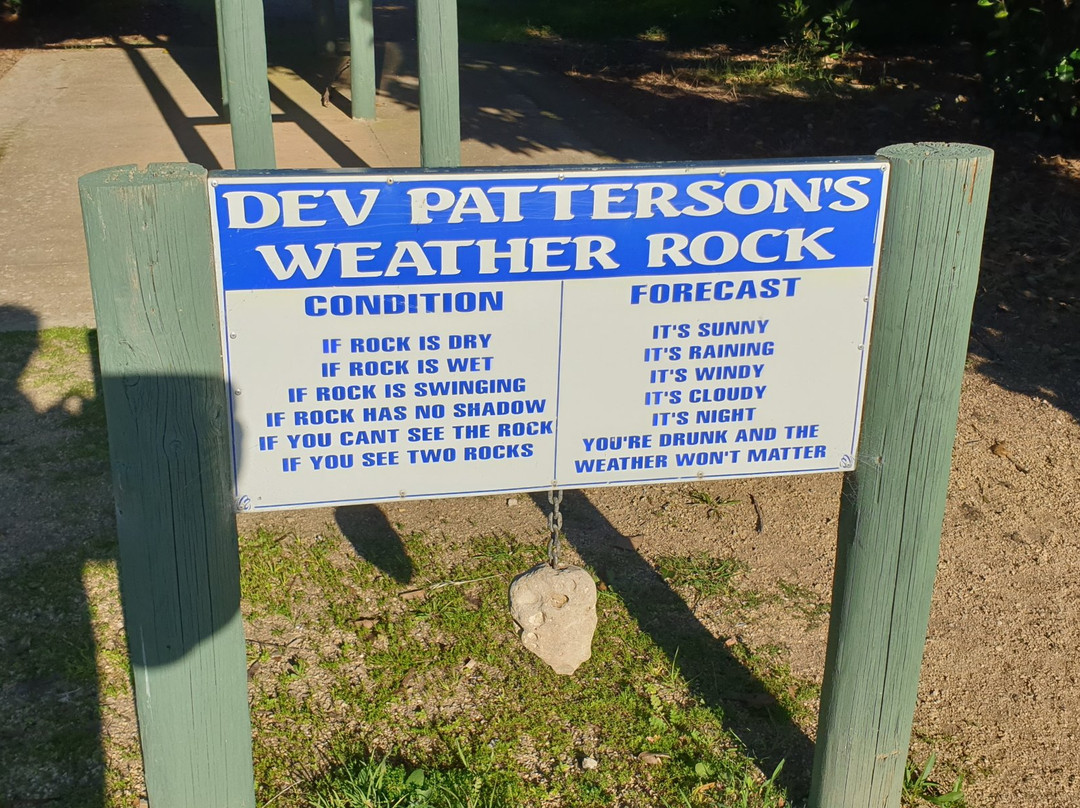 DEV PATTERSON'S
WEATHER ROCK
CONDITION
IF ROCK IS DRY
IF ROCK IS WET
IF ROCK IS SWINGING
IF ROCK HAS NO SHADOW
IF YOU CANT SEE THE ROCK
IF YOU SEE TWO ROCKS
FORECAST
IT'S SUNNY
IT'S RAINING
IT'S WINDY
IT'S CLOUDY
IT'S NIGHT
YOU'RE DRUNK AND THE
WEATHER WON'T MATTER